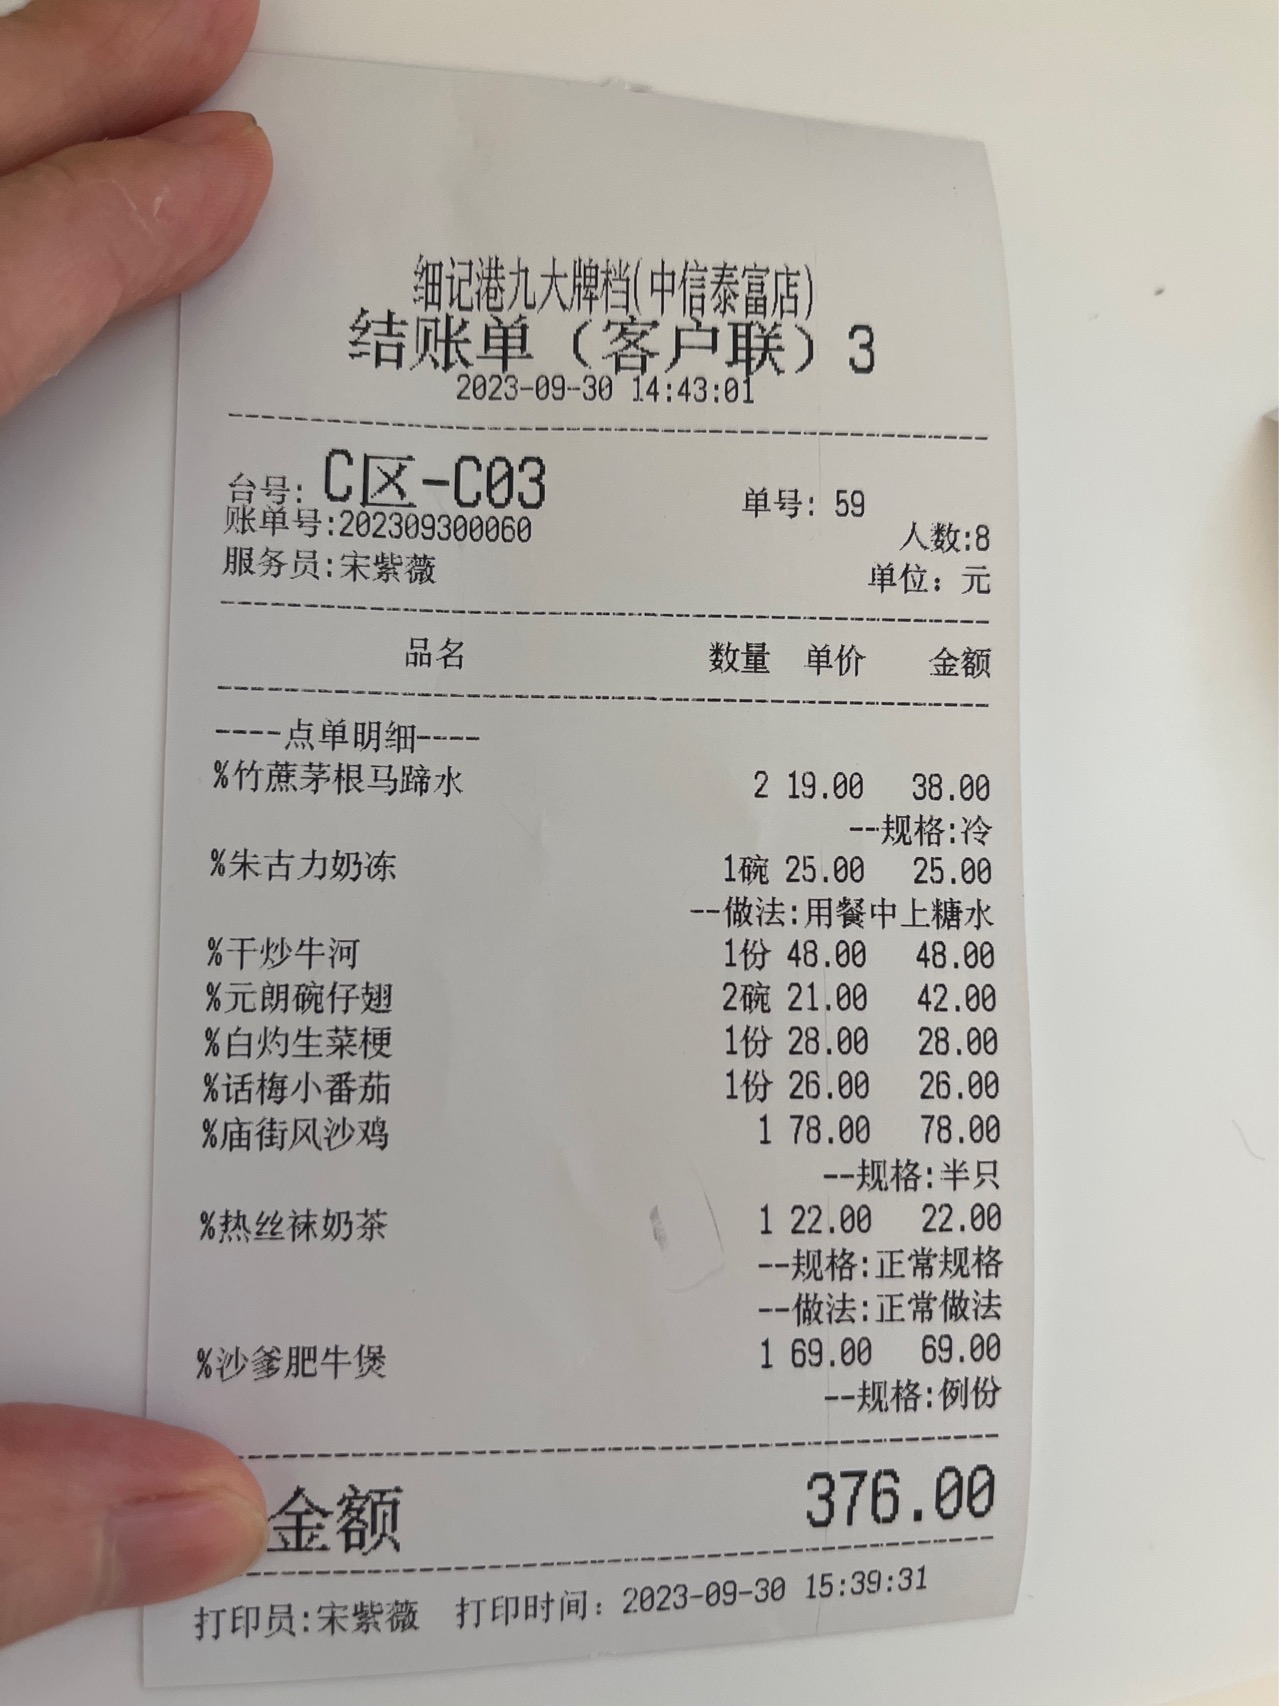 细记港九大牌档(中信泰富店)
结账单（客户联）3
2023-09-30 14:43:01
台号: C区-C03 单号: 59
账单号:202309300060 人数:8
服务员:宋紫薇 单位: 元
品名 数量 单价 金额
----点单明细----
%竹蔗茅根马蹄水 2 19.00 38.00
--规格:冷
%朱古力奶冻 1碗 25.00 25.00
--做法:用餐中上糖水
%干炒牛河 1份 48.00 48.00
%元朗碗仔翅 2碗 21.00 42.00
%白灼生菜梗 1份 28.00 28.00
%话梅小番茄 1份 26.00 26.00
%庙街风沙鸡 1 78.00 78.00
--规格:半只
%热丝袜奶茶 1 22.00 22.00
--规格:正常规格
--做法:正常做法
%沙爹肥牛煲 1 69.00 69.00
--规格:例份
金额 376.00
打印员:宋紫薇 打印时间: 2023-09-30 15:39:31